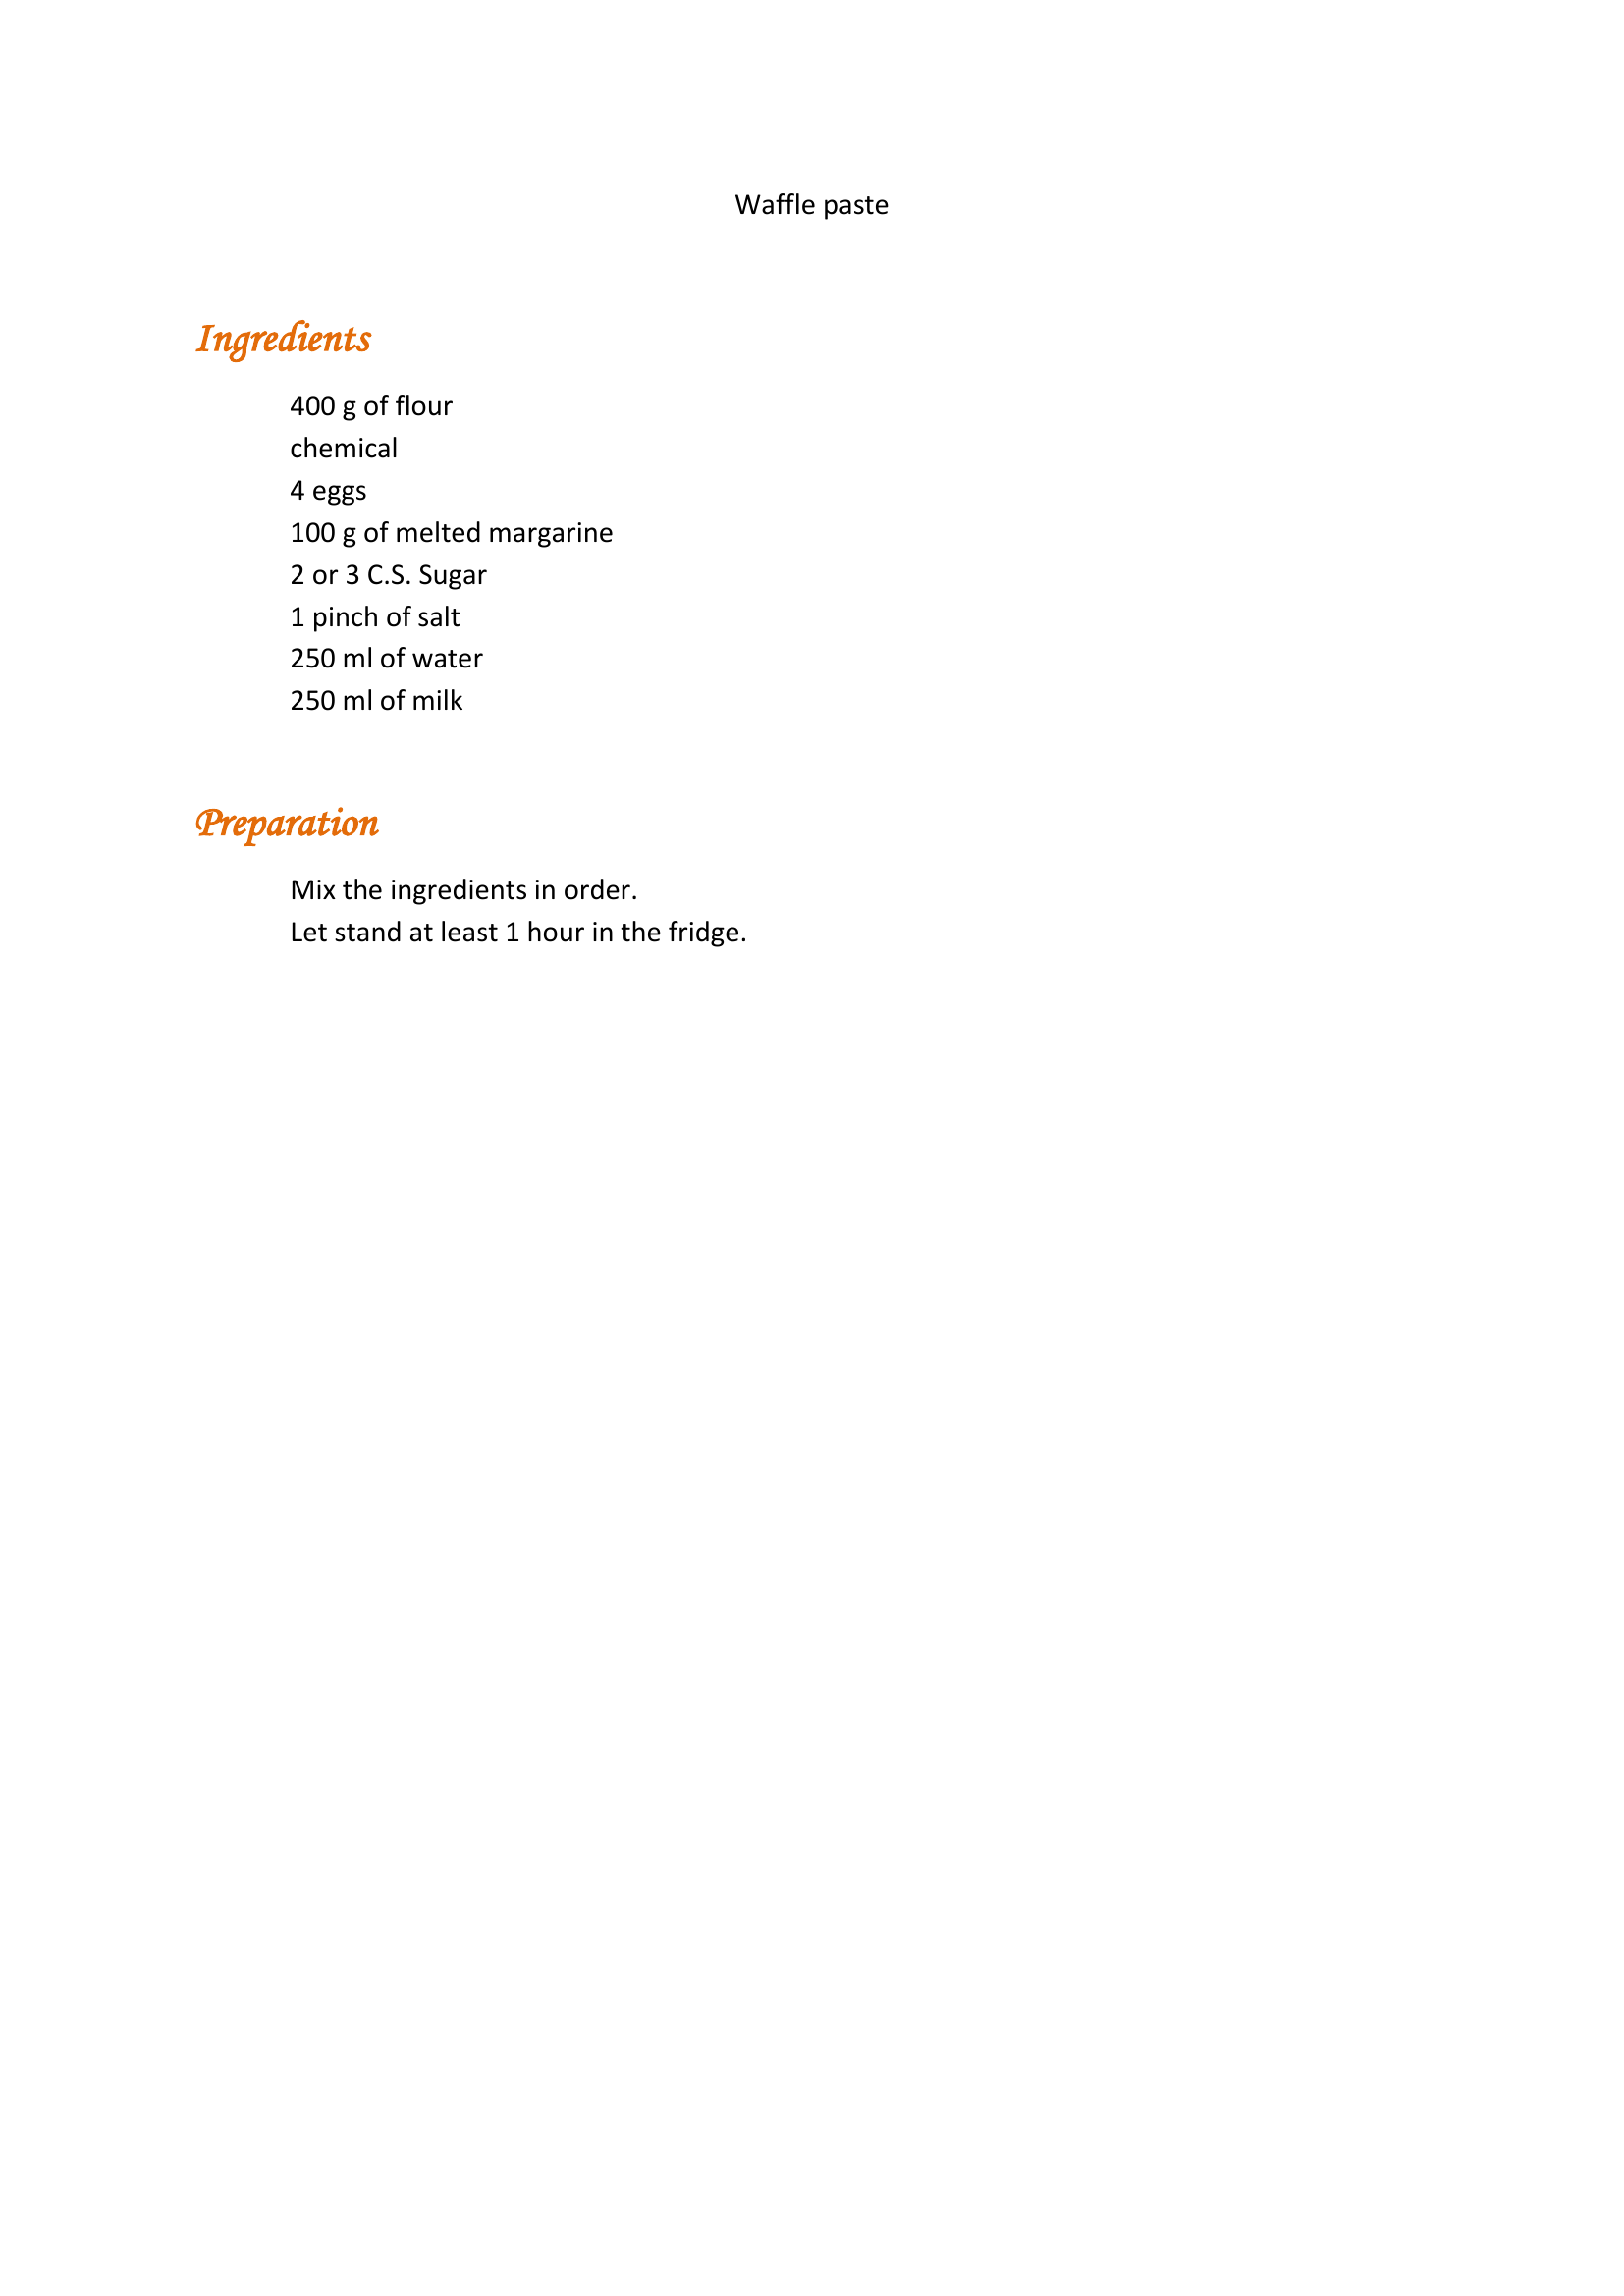 Waffle paste
Ingredients
400 g of flour
chemical
4 eggs
100 g of melted margarine
2 or 3 C.S. Sugar
1 pinch of salt
250 ml of water
250 ml of milk
Preparation
Mix the ingredients in order.
Let stand at least 1 hour in the fridge.